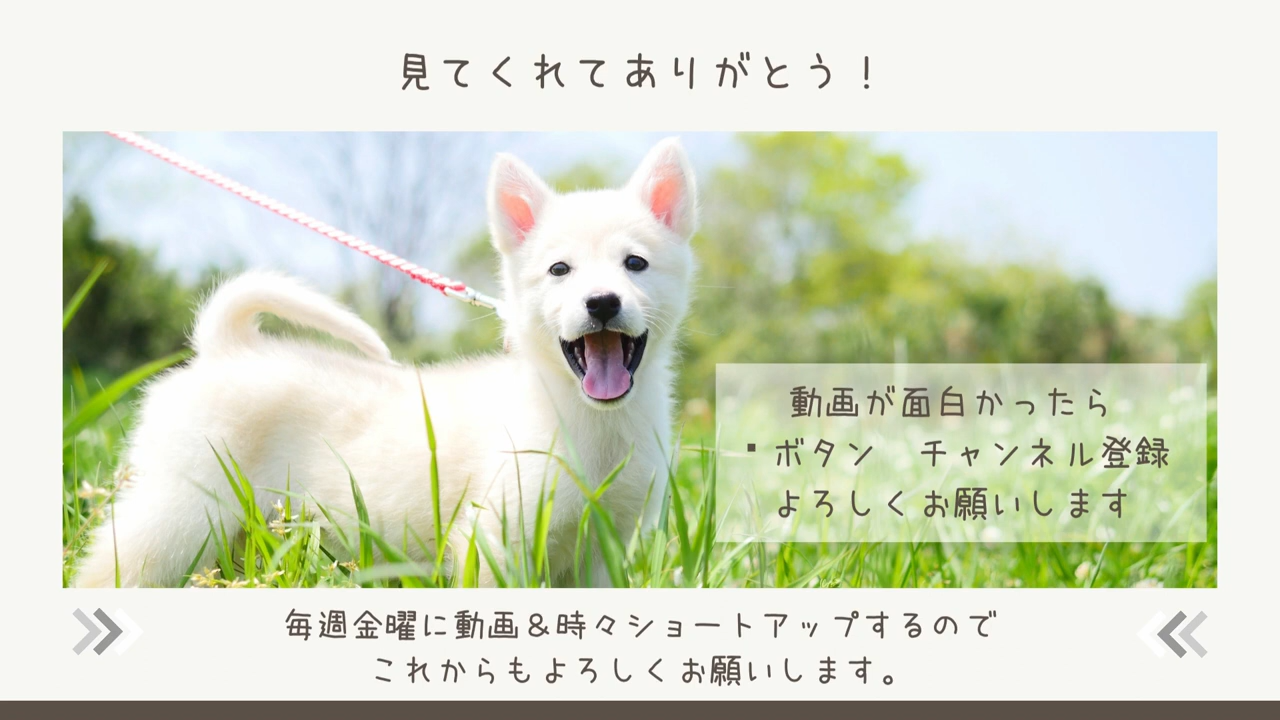 見てくれてありがとう！
動画が面白かったら
▪ボタン　チャンネル登録
よろしくお願いします
毎週金曜に動画＆時々ショートアップするので
これからもよろしくお願いします。